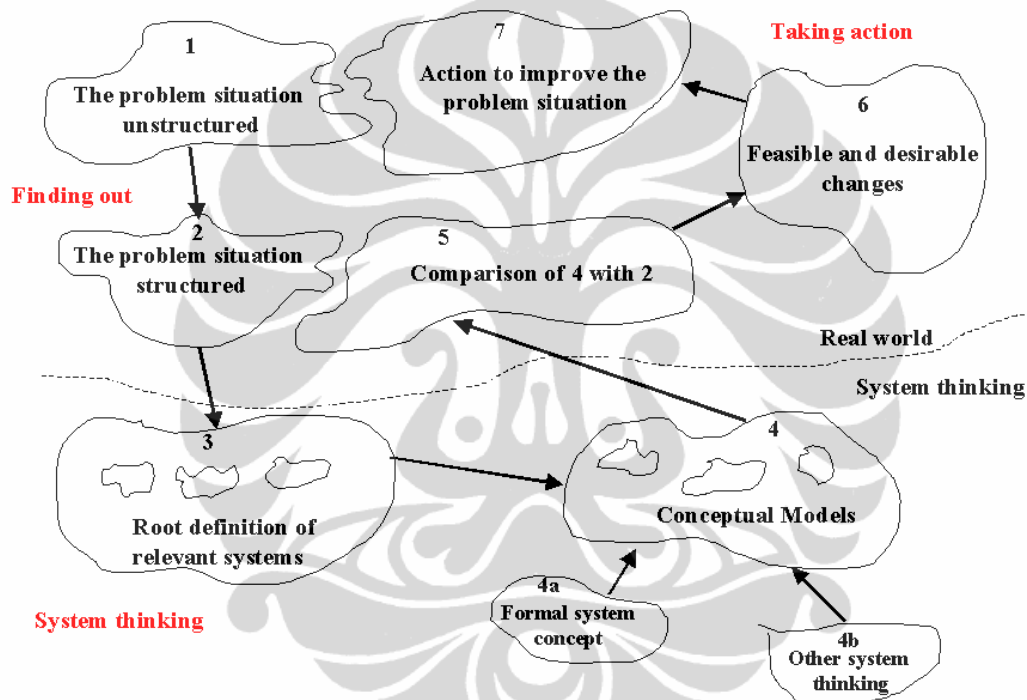 1
The problem situation
unstructured
7
Action to improve the
problem situation
Taking action
6
Feasible and desirable
changes
Finding out
2
The problem situation
structured
5
Comparison of 4 with 2
Real world
System thinking
3
Root definition of
relevant systems
4
Conceptual Models
System thinking
4a
Formal system
concept
4b
Other system
thinking